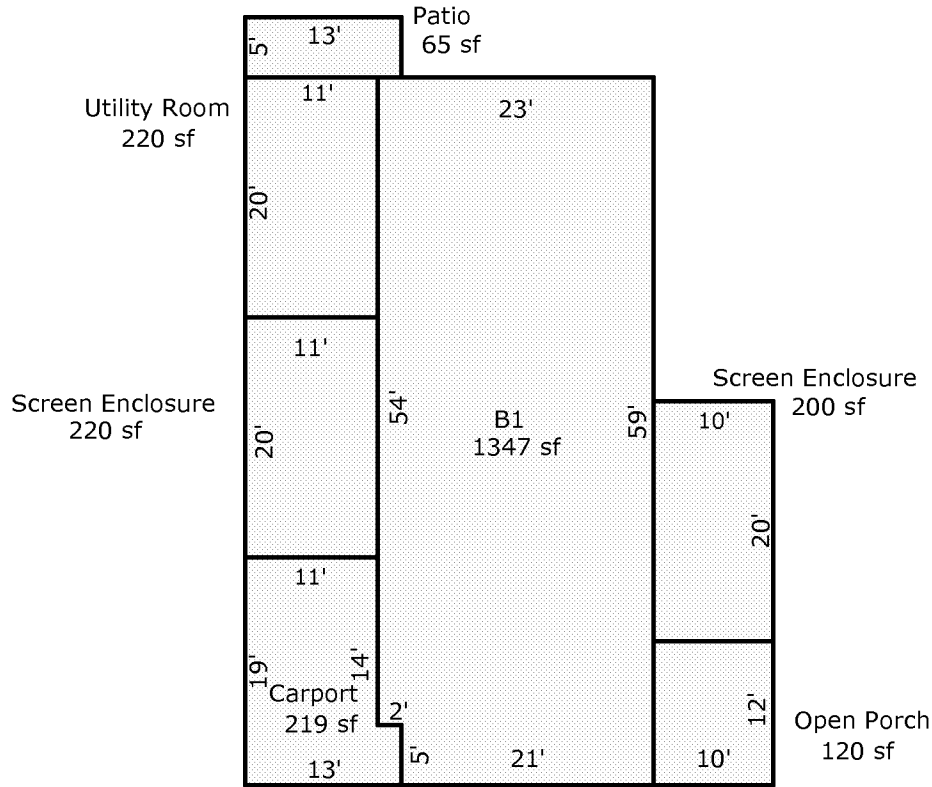 Patio
65 sf
13'
5'
Utility Room
220 sf
11'
20'
23'
Screen Enclosure
220 sf
11'
20'
54'
B1
1347 sf
59'
Screen Enclosure
200 sf
10'
20'
11'
19'
14'
Carport
219 sf
2'
5'
13'
21'
12'
10'
Open Porch
120 sf